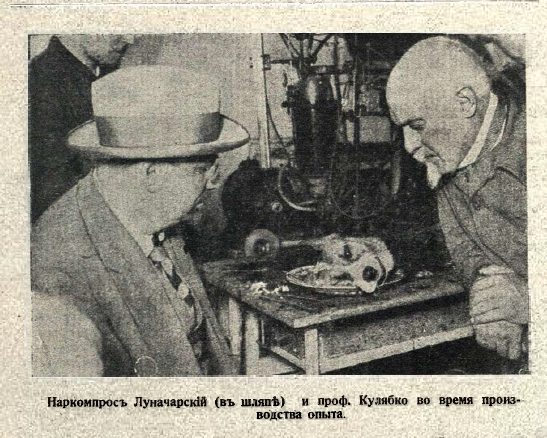 Наркомпросъ Луначарскій (въ шляпѣ) и проф. Кулябко во время произ-
водства опыта.